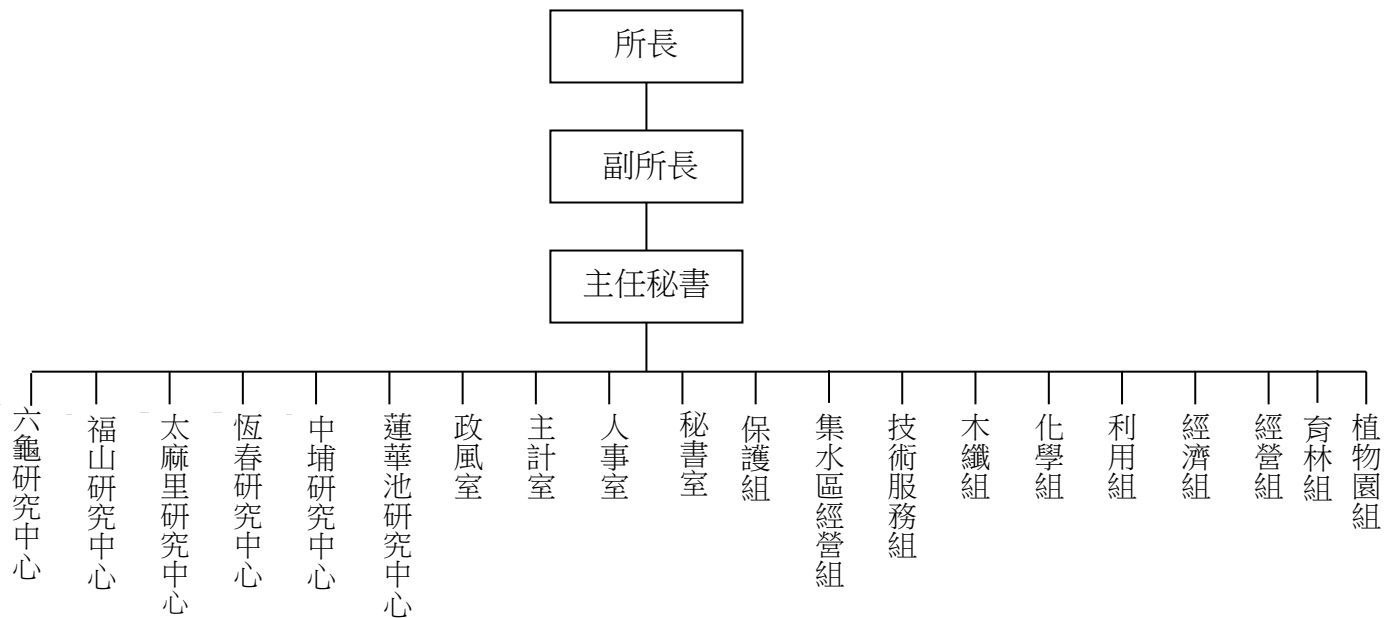 所長
副所長
主任秘書
六龜研究中心
福山研究中心
太麻里研究中心
恆春研究中心
中埔研究中心
蓮華池研究中心
政風室
主計室
人事室
秘書室
保護組
集水區經營組
技術服務組
木纖組
化學組
利用組
經濟組
經營組
育林組
植物園組